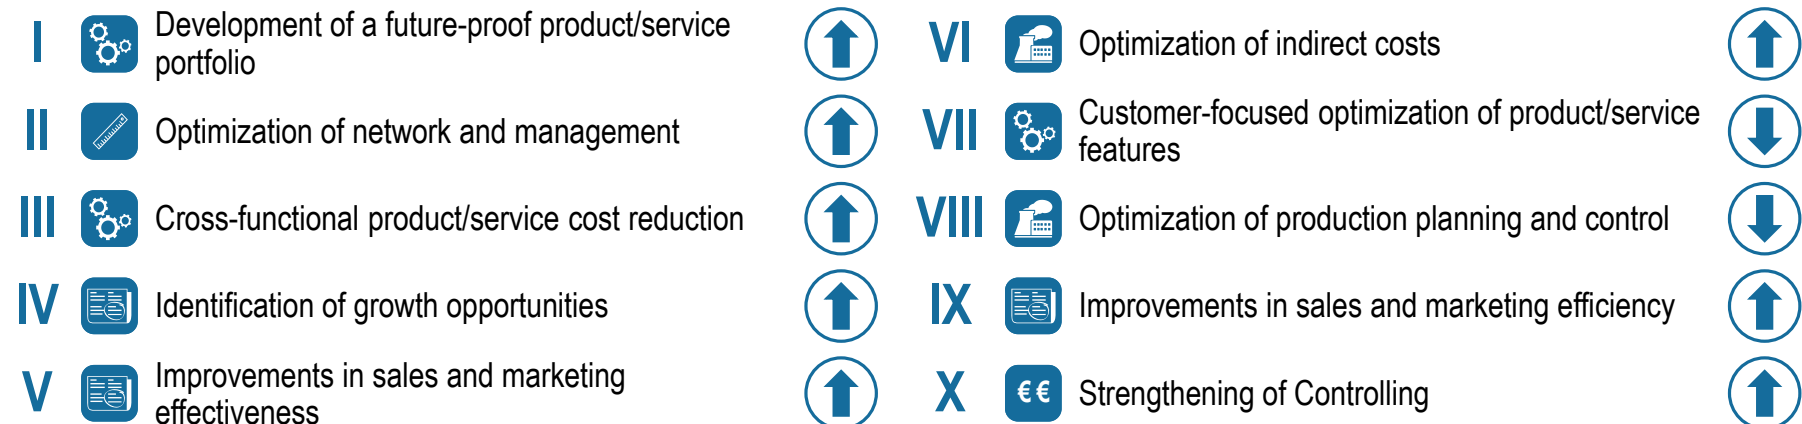 I
Development of a future-proof product/service
portfolio
II
Optimization of network and management
III
Cross-functional product/service cost reduction
IV
Identification of growth opportunities
V
Improvements in sales and marketing
effectiveness
VI
Optimization of indirect costs
VII
Customer-focused optimization of product/service
features
VIII
Optimization of production planning and control
IX
Improvements in sales and marketing efficiency
X
€€
Strengthening of Controlling